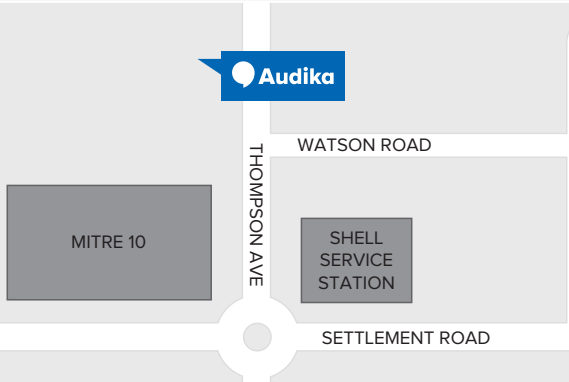 Audika
WATSON ROAD
THOMPSON AVE
MITRE 10
SHELL
SERVICE
STATION
SETTLEMENT ROAD